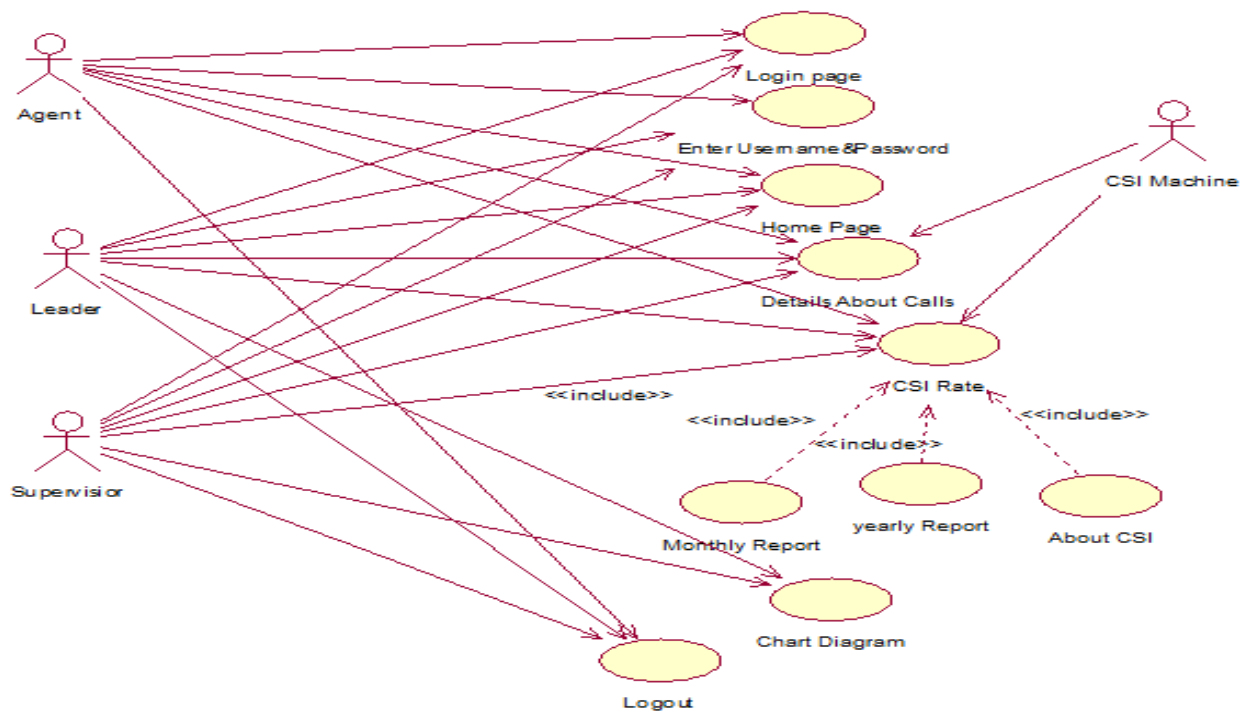 Login page
Agent
Enter Username&Password
CSI Machine
Home Page
Leader
Details About Calls
CSI Rate
<<include>>
<<include>>
<<include>>
<<include>>
Supervisior
yearly Report
About CSI
Monthly Report
Chart Diagram
Logout